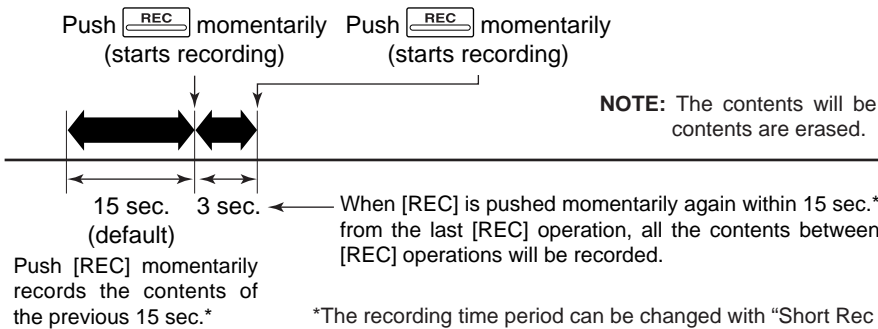 Push REC momentarily
(starts recording)
Push REC momentarily
(starts recording)
NOTE: The contents will be
contents are erased.
15 sec.
(default)
3 sec.
When [REC] is pushed momentarily again within 15 sec.*
from the last [REC] operation, all the contents between
[REC] operations will be recorded.
Push [REC] momentarily
records the contents of
the previous 15 sec.*
*The recording time period can be changed with “Short Rec